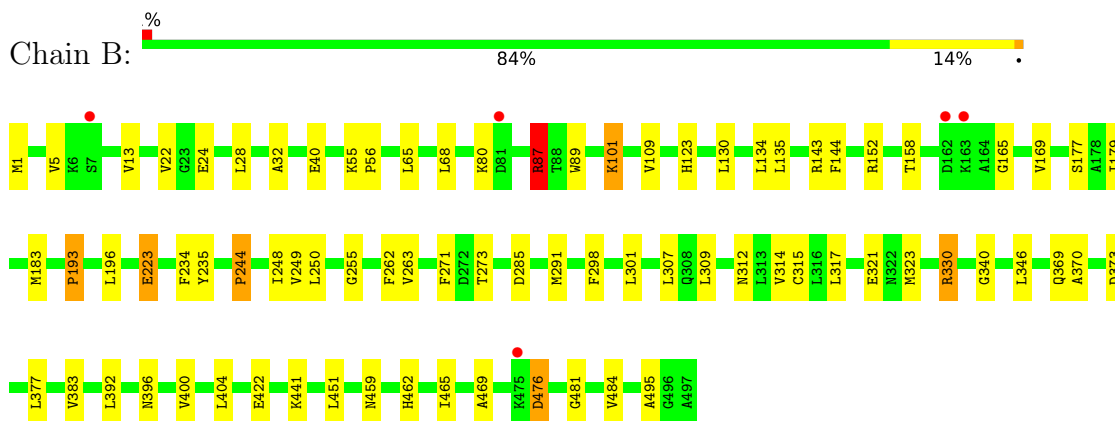 %
Chain B:
84% 14% •
M1 V5 K6 S7 V13 V22 G23 E24 L28 A32 E40 K55 P56 L65 L68 K80 D81 R87 T88 W89 K101 V109 H123 L130 L134 L135 R143 F144 R152 T158 D162 K163 A164 G165 V169 S177 A178 I179
M183 P193 L196 E223 F234 Y235 P244 I248 V249 L250 G255 F262 V263 F271 D272 T273 D285 M291 F298 L301 L307 Q308 L309 N312 L313 V314 C315 L316 L317 E321 N322 M323 R330 G340 L346 Q369 A370
L377 V383 L392 N396 V400 L404 E422 K441 L451 N459 H462 I465 A469 K475 D476 G481 V484 A495 G496 A497